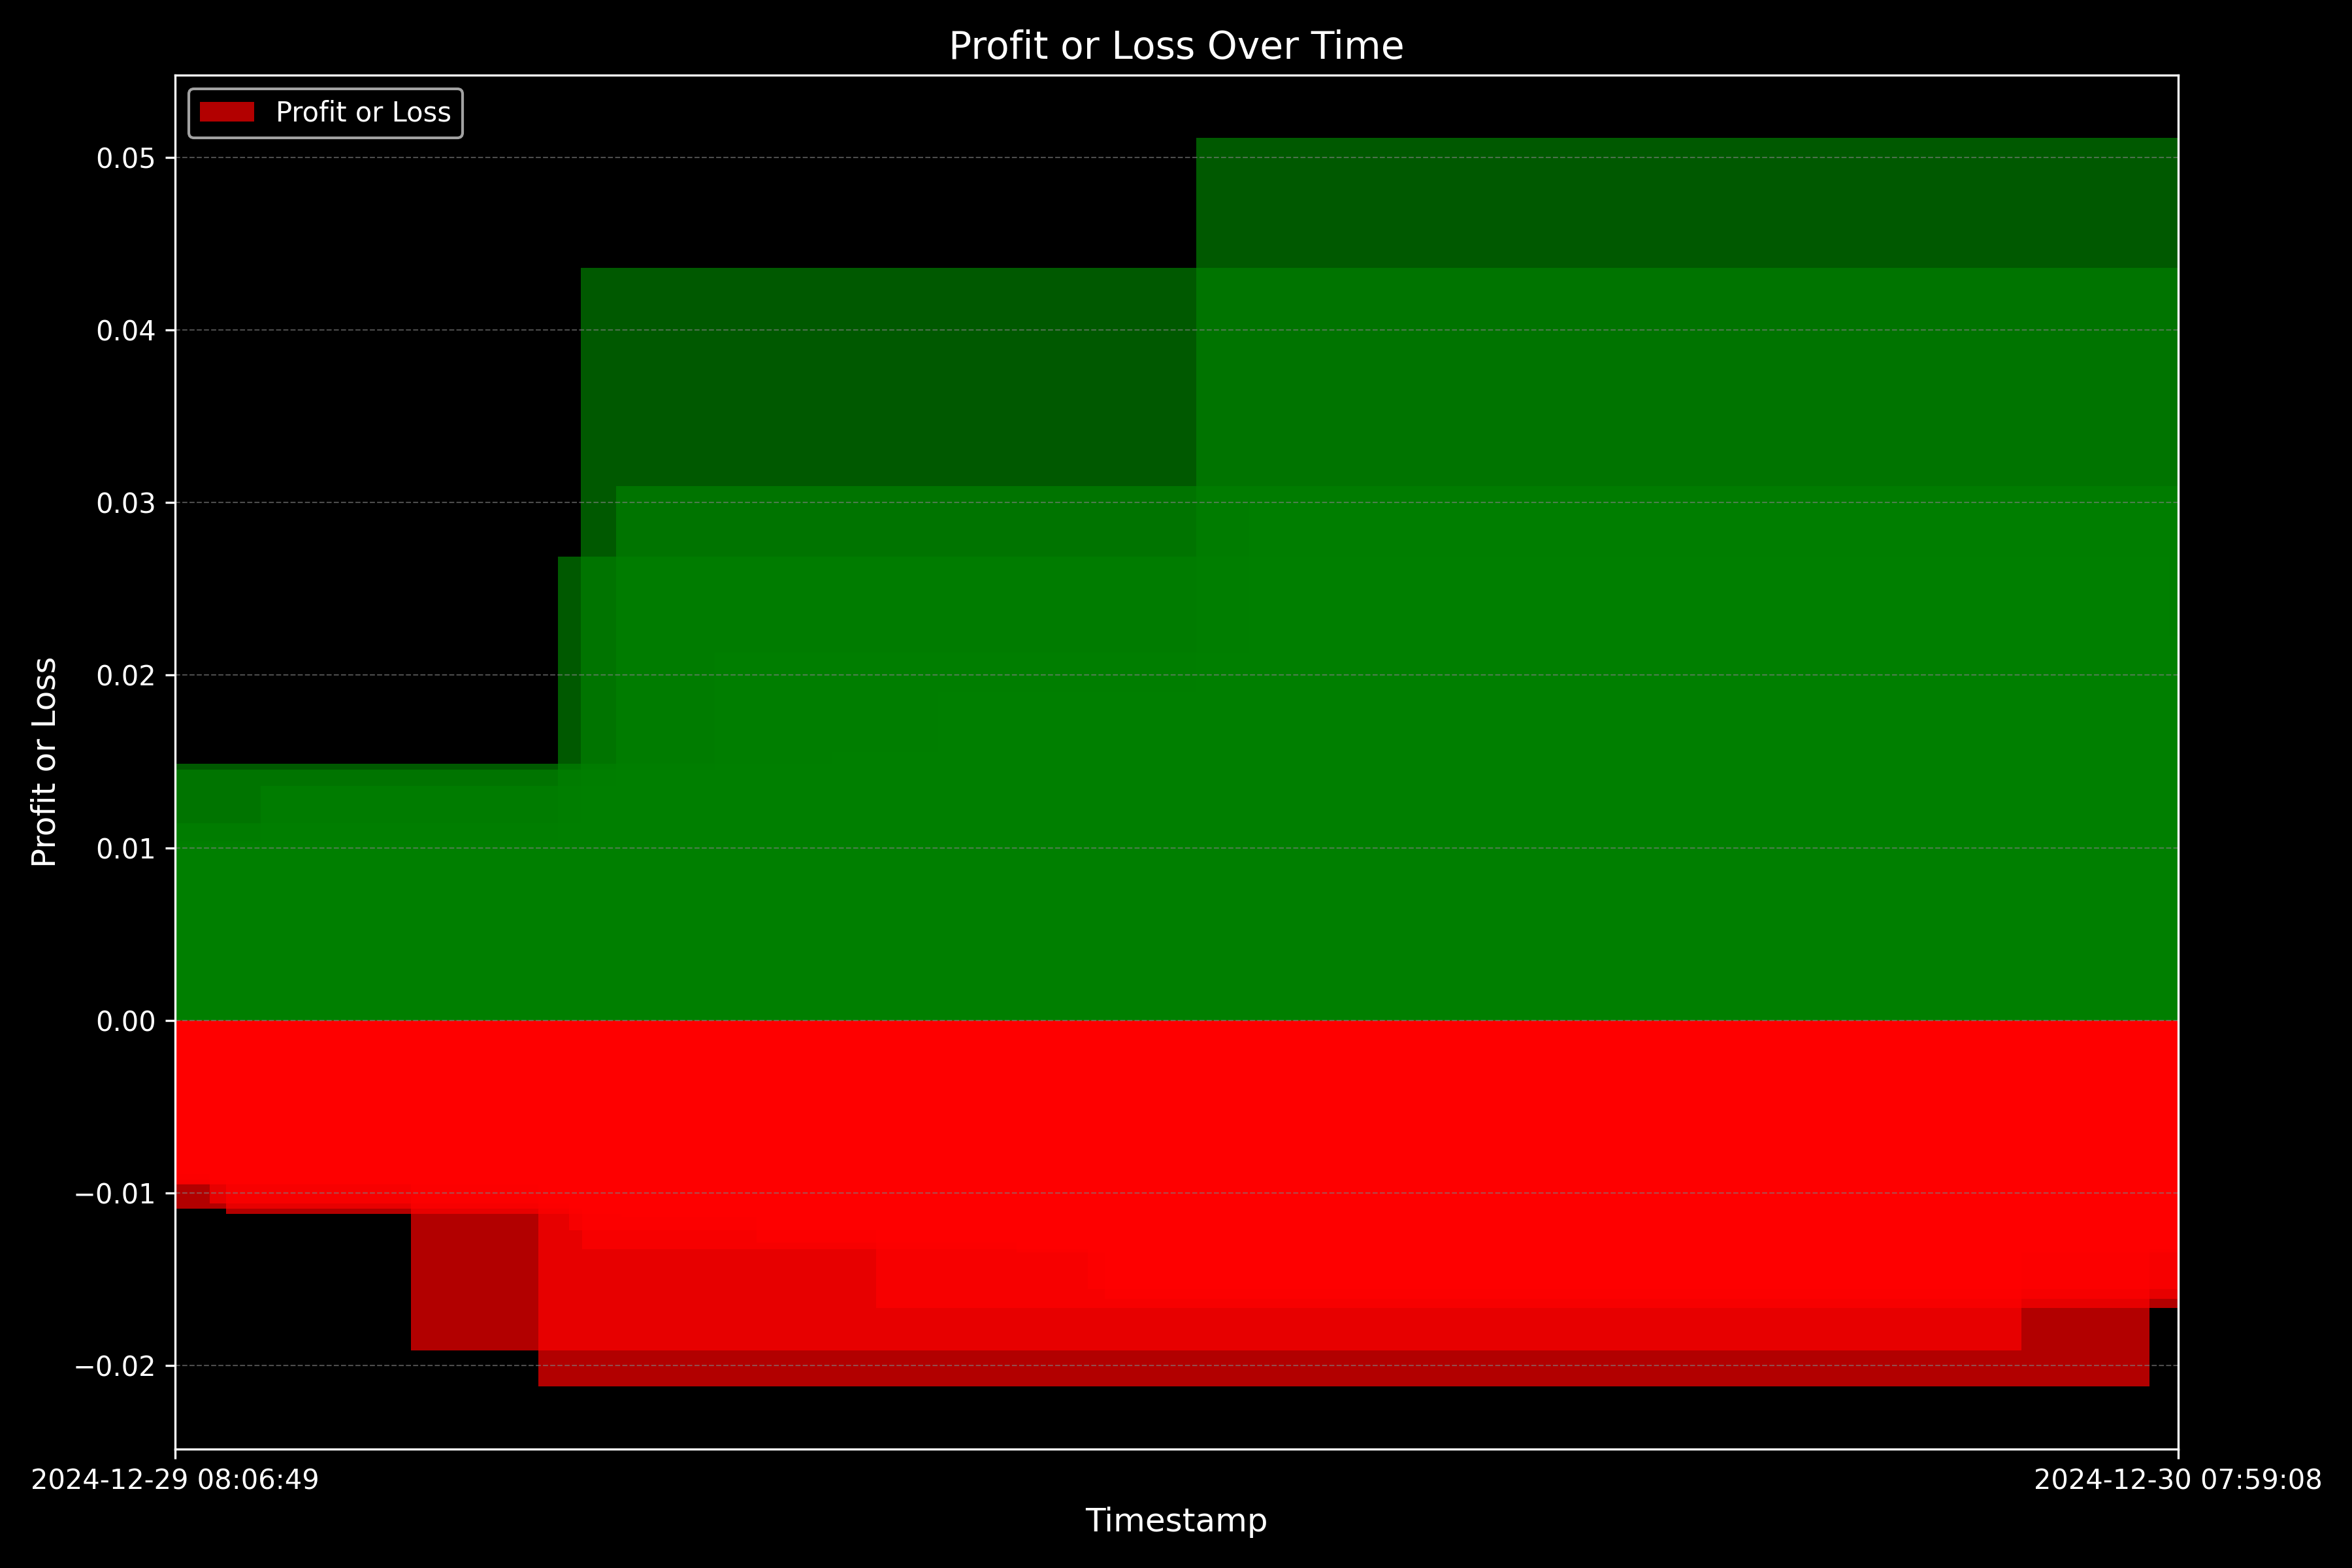 Profit or Loss Over Time
Profit or Loss
0.05
0.04
0.03
0.02
0.01
0.00
−0.01
−0.02
Profit or Loss
2024-12-29 08:06:49
2024-12-30 07:59:08
Timestamp